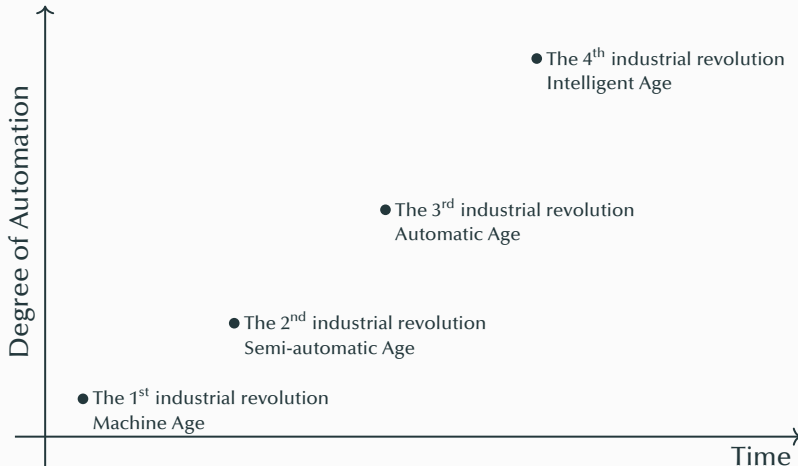 The 4th industrial revolution
Intelligent Age
Degree of Automation
The 3rd industrial revolution
Automatic Age
The 2nd industrial revolution
Semi-automatic Age
The 1st industrial revolution
Machine Age
Time